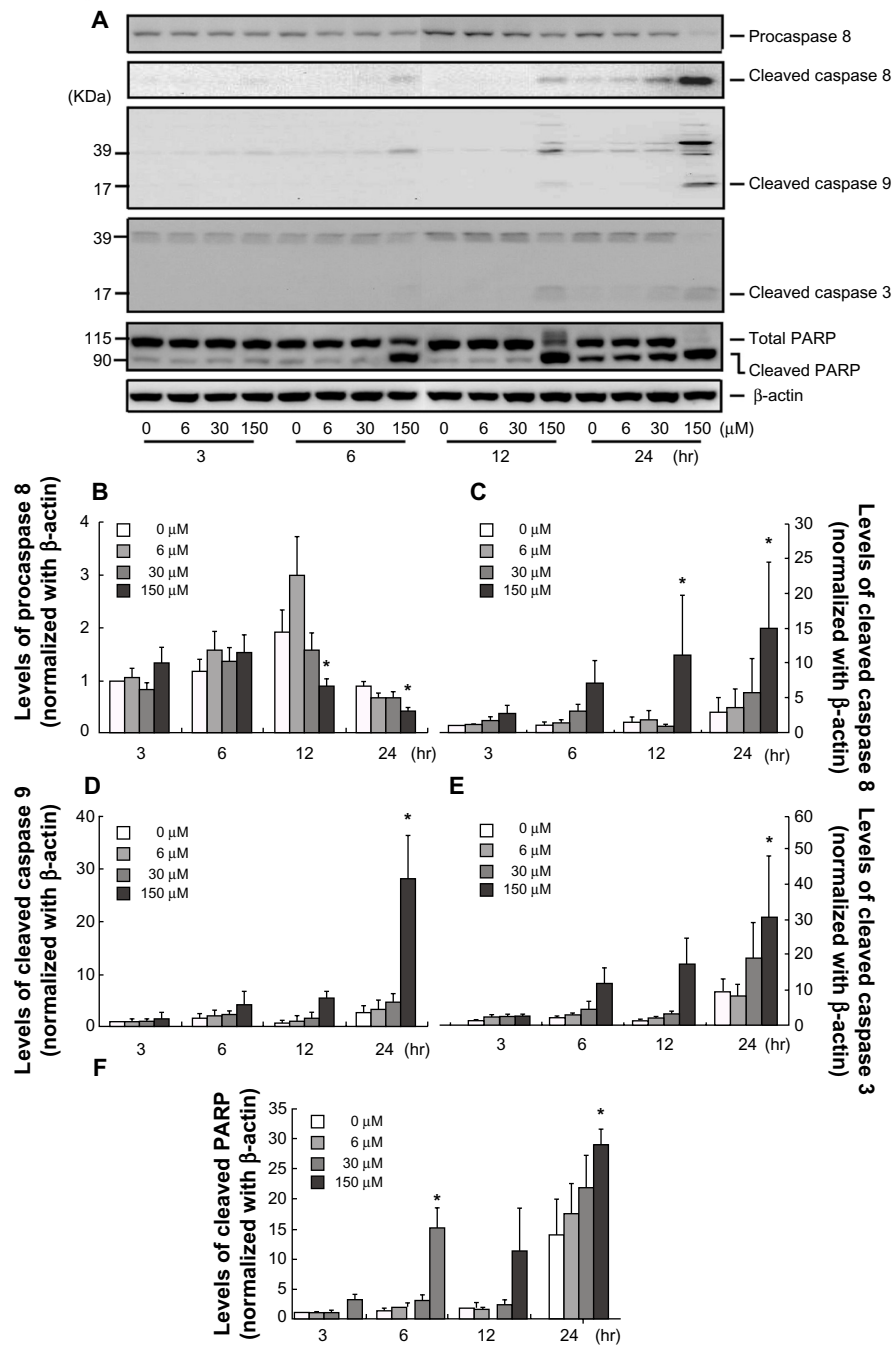 A
Procaspase 8
Cleaved caspase 8
(KDa)
39
17
Cleaved caspase 9
39
17
Cleaved caspase 3
115
90
Total PARP
Cleaved PARP
β-actin
0 6 30 150 0 6 30 150 0 6 30 150 0 6 30 150 (μM)
3 6 12 24 (hr)
B
Levels of procaspase 8
(normalized with β-actin)
4
3
2
1
0
0 μM
6 μM
30 μM
150 μM
*
*
3 6 12 24 (hr)
C
Levels of cleaved caspase 8
(normalized with β-actin)
30
25
20
15
10
5
0
0 μM
6 μM
30 μM
150 μM
*
*
3 6 12 24 (hr)
D
Levels of cleaved caspase 9
(normalized with β-actin)
40
30
20
10
0
0 μM
6 μM
30 μM
150 μM
*
3 6 12 24 (hr)
E
Levels of cleaved caspase 3
(normalized with β-actin)
60
50
40
30
20
10
0
0 μM
6 μM
30 μM
150 μM
*
3 6 12 24 (hr)
F
Levels of cleaved PARP
(normalized with β-actin)
35
30
25
20
15
10
5
0
0 μM
6 μM
30 μM
150 μM
*
*
3 6 12 24 (hr)